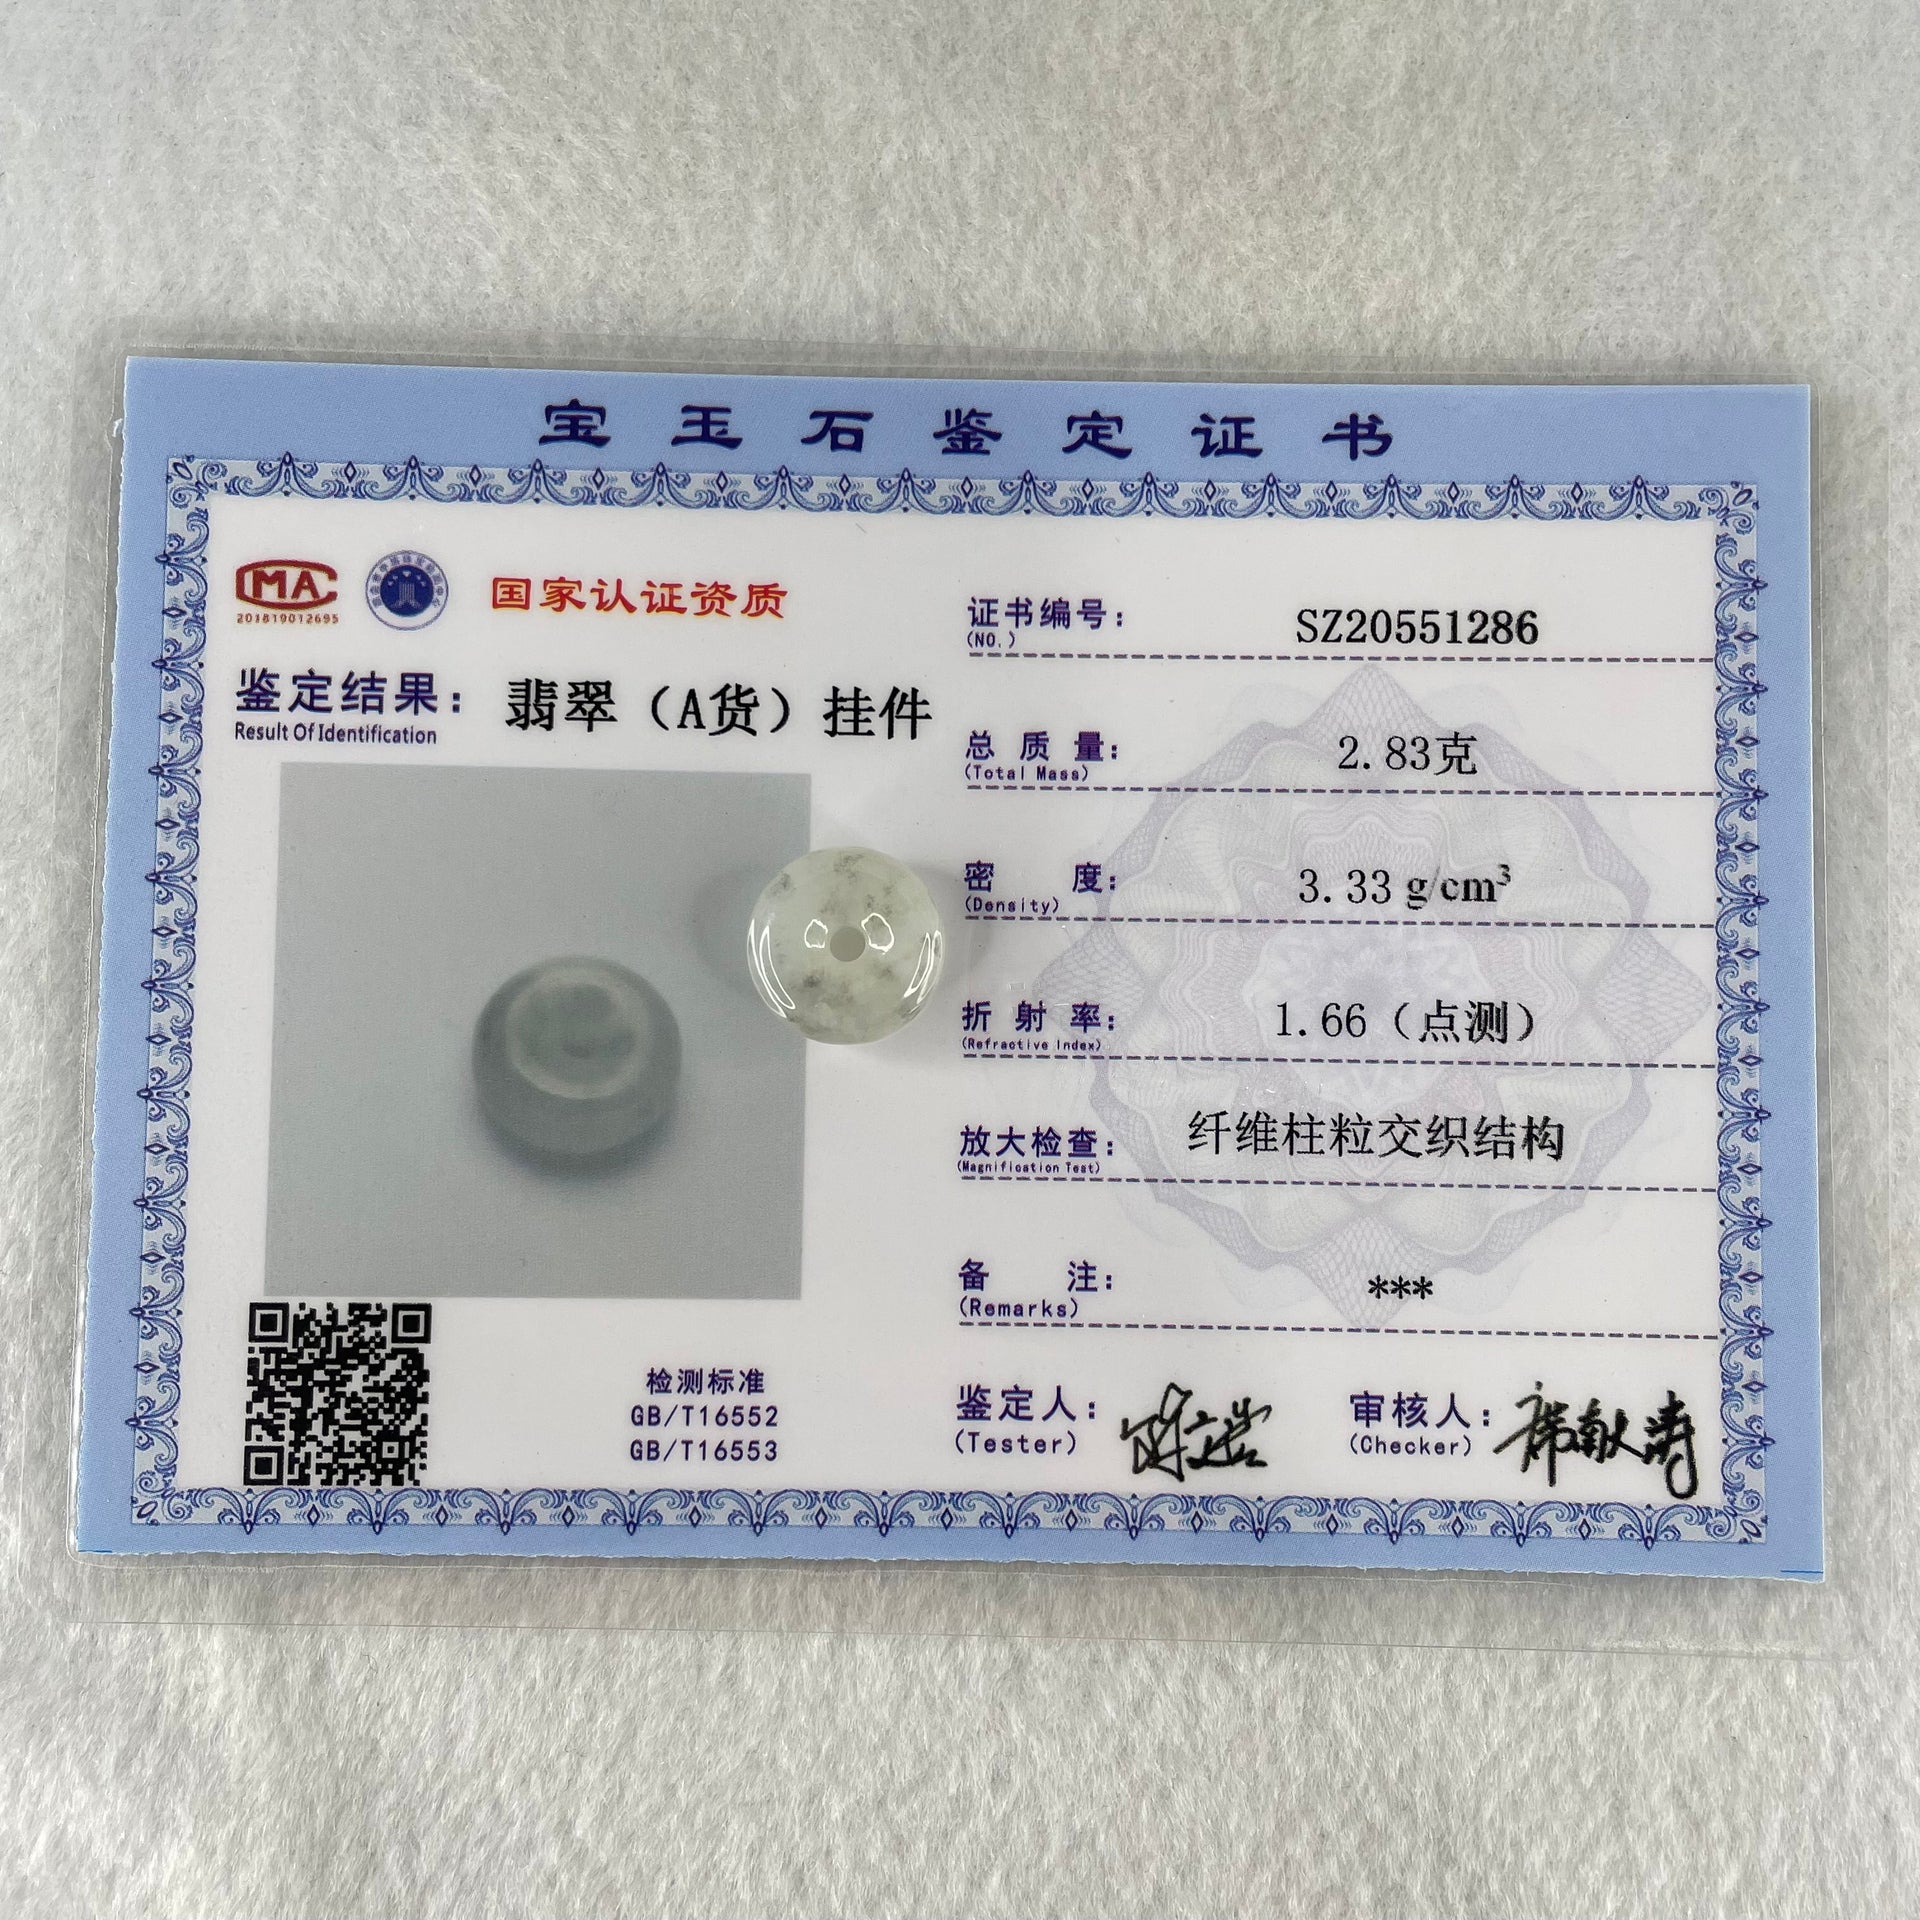 宝玉石鉴定证书
CMA
201819012695
国家认证资质
鉴定结果：翡翠（A货）挂件
Result Of Identification
证书编号： SZ20551286
(NO.)
总质量： 2.83克
(Total Mass)
密度： 3.33 g/cm³
(Density)
折射率： 1.66（点测）
(Refractive Index)
放大检查： 纤维柱粒交织结构
(Magnification Test)
备注： ***
(Remarks)
检测标准
GB/T16552
GB/T16553
鉴定人：
(Tester)
审核人：
(Checker)